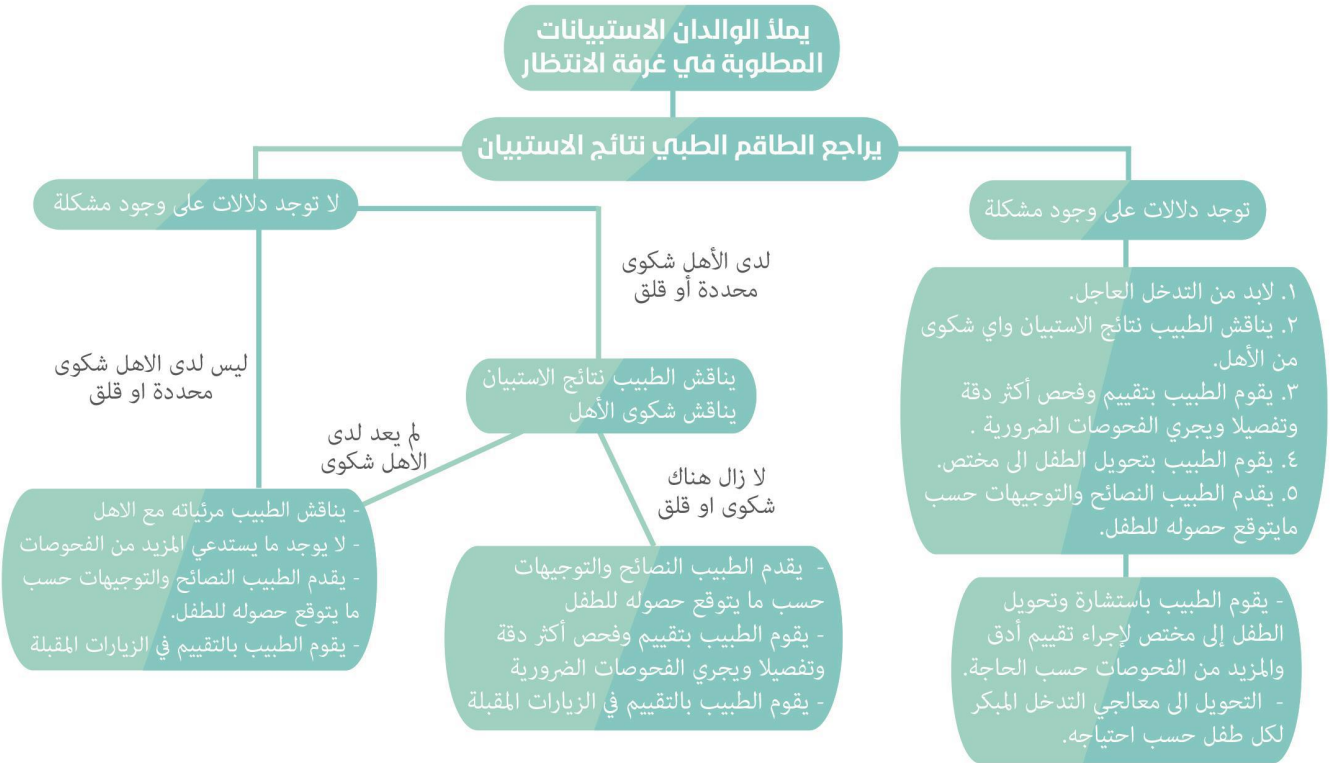 يملأ الوالدان الاستبيانات
المطلوبة في غرفة الانتظار
يراجع الطاقم الطبي نتائج الاستبيان
توجد دلالات على وجود مشكلة
١. لابد من التدخل العاجل.
٢. يناقش الطبيب نتائج الاستبيان واي شكوى
من الأهل.
٣. يقوم الطبيب بتقييم وفحص أكثر دقة
وتفصيلا ويجري الفحوصات الضرورية .
٤. يقوم الطبيب بتحويل الطفل الى مختص.
٥. يقدم الطبيب النصائح والتوجيهات حسب
مايتوقع حصوله للطفل.
- يقوم الطبيب باستشارة وتحويل
الطفل إلى مختص لإجراء تقييم أدق
والمزيد من الفحوصات حسب الحاجة.
- التحويل الى معالجي التدخل المبكر
لكل طفل حسب احتياجه.
لا توجد دلالات على وجود مشكلة
لدى الأهل شكوى
محددة أو قلق
يناقش الطبيب نتائج الاستبيان
يناقش شكوى الأهل
لا زال هناك
شكوى او قلق
- يقدم الطبيب النصائح والتوجيهات
حسب ما يتوقع حصوله للطفل
- يقوم الطبيب بتقييم وفحص أكثر دقة
وتفصيلا ويجري الفحوصات الضرورية
- يقوم الطبيب بالتقييم في الزيارات المقبلة
لم يعد لدى
الأهل شكوى
ليس لدى الاهل شكوى
محددة او قلق
- يناقش الطبيب مرئياته مع الاهل
- لا يوجد ما يستدعي المزيد من الفحوصات
- يقدم الطبيب النصائح والتوجيهات حسب
ما يتوقع حصوله للطفل.
- يقوم الطبيب بالتقييم في الزيارات المقبلة